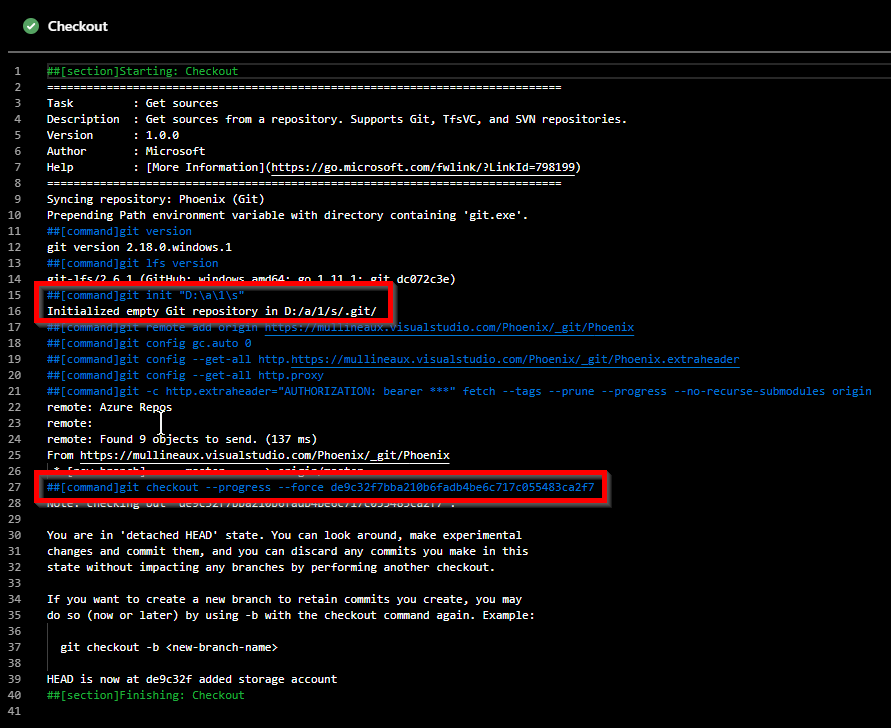 Checkout
1 ##[section]Starting: Checkout
2 ==============================================================================
3 Task         : Get sources
4 Description  : Get sources from a repository. Supports Git, TfsVC, and SVN repositories.
5 Version      : 1.0.0
6 Author       : Microsoft
7 Help         : [More Information](https://go.microsoft.com/fwlink/?LinkId=798199)
8 ==============================================================================
9 Syncing repository: Phoenix (Git)
10 Prepending Path environment variable with directory containing 'git.exe'.
11 ##[command]git version
12 git version 2.18.0.windows.1
13 ##[command]git lfs version
14 git-lfs/2.6.1 (GitHub; windows amd64; go 1.11.1; git dc072c3e)
15 ##[command]git init "D:\a\1\s"
16 Initialized empty Git repository in D:/a/1/s/.git/
17 ##[command]git remote add origin https://mullineaux.visualstudio.com/Phoenix/_git/Phoenix
18 ##[command]git config gc.auto 0
19 ##[command]git config --get-all http.https://mullineaux.visualstudio.com/Phoenix/_git/Phoenix.extraheader
20 ##[command]git config --get-all http.proxy
21 ##[command]git -c http.extraheader="AUTHORIZATION: bearer ***" fetch --tags --prune --progress --no-recurse-submodules origin
22 remote: Azure Repos
23 remote:
24 remote: Found 9 objects to send. (137 ms)
25 From https://mullineaux.visualstudio.com/Phoenix/_git/Phoenix
26 * [new branch]      master     -> origin/master
27 ##[command]git checkout --progress --force de9c32f7bba210b6fadb4be6c717c055483ca2f7
28 Note: checking out 'de9c32f7bba210b6fadb4be6c717c055483ca2f7'.
29
30 You are in 'detached HEAD' state. You can look around, make experimental
31 changes and commit them, and you can discard any commits you make in this
32 state without impacting any branches by performing another checkout.
33
34 If you want to create a new branch to retain commits you create, you may
35 do so (now or later) by using -b with the checkout command again. Example:
36
37   git checkout -b <new-branch-name>
38
39 HEAD is now at de9c32f added storage account
40 ##[section]Finishing: Checkout
41